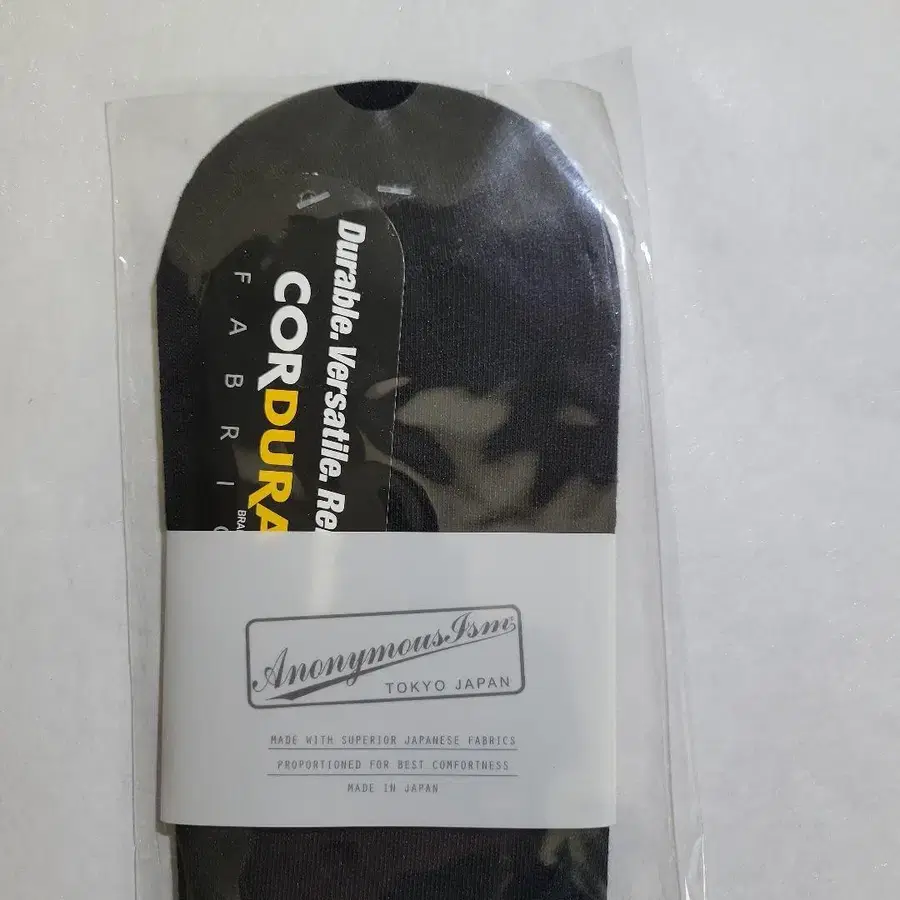 Durable. Versatile. Re
CORDURA
BRA
FABRIC
AnonymousIsm®
TOKYO JAPAN
MADE WITH SUPERIOR JAPANESE FABRICS
PROPORTIONED FOR BEST COMFORTNESS
MADE IN JAPAN